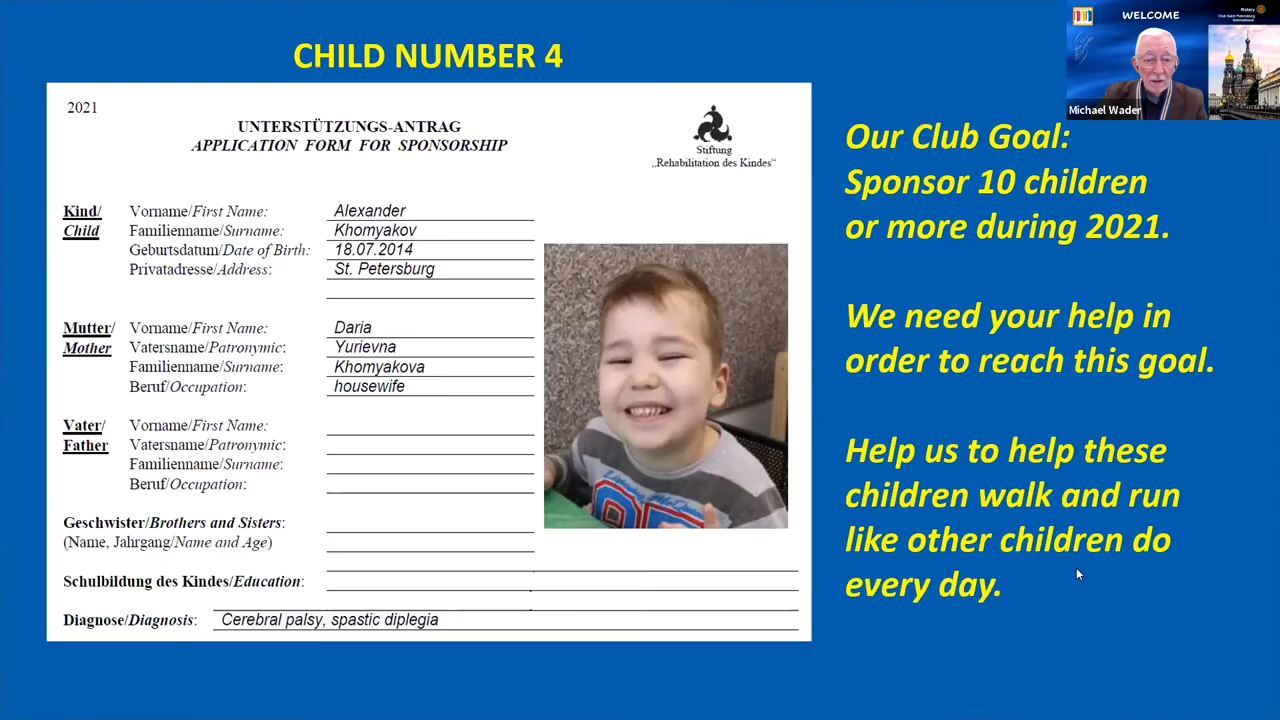 CHILD NUMBER 4
2021
UNTERSTÜTZUNGS-ANTRAG
APPLICATION FORM FOR SPONSORSHIP
Stiftung
„Rehabilitation des Kindes“
Kind/ Vorname/First Name: Alexander
Child Familienname/Surname: Khomyakov
Geburtsdatum/Date of Birth: 18.07.2014
Privatadresse/Address: St. Petersburg
Mutter/ Vorname/First Name: Daria
Mother Vatersname/Patronymic: Yurievna
Familienname/Surname: Khomyakova
Beruf/Occupation: housewife
Vater/ Vorname/First Name:
Father Vatersname/Patronymic:
Familienname/Surname:
Beruf/Occupation:
Geschwister/Brothers and Sisters:
(Name, Jahrgang/Name and Age)
Schulbildung des Kindes/Education:
Diagnose/Diagnosis: Cerebral palsy, spastic diplegia
WELCOME
Rotary
Club Saint Petersburg
International
Michael Wader
Our Club Goal:
Sponsor 10 children
or more during 2021.
We need your help in
order to reach this goal.
Help us to help these
children walk and run
like other children do
every day.